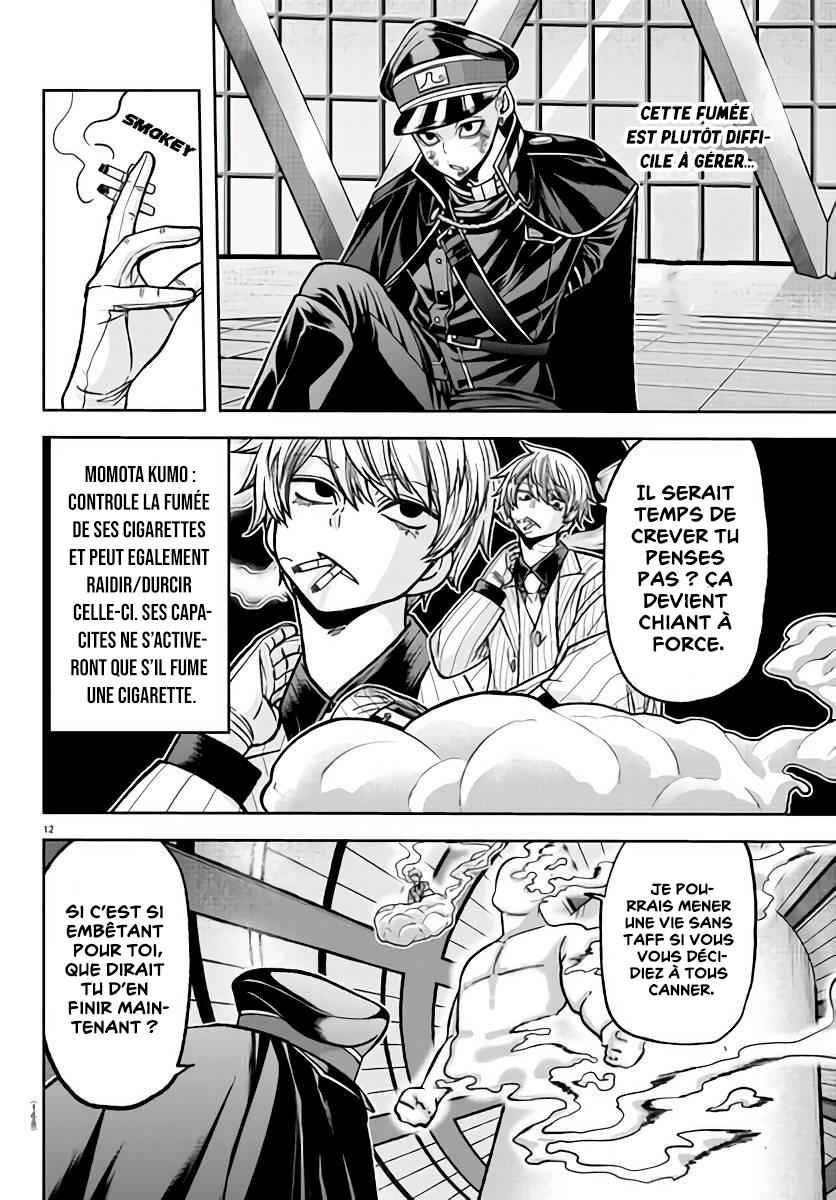 CETTE FUMÉE
EST PLUTÔT DIFFI-
CILE À GÉRER...
SMOKEY
IL SERAIT
TEMPS DE
CREVER TU
PENSES
PAS ? ÇA
DEVIENT
CHIANT À
FORCE.
MOMOTA KUMO :
CONTROLE LA FUMÉE
DE SES CIGARETTES
ET PEUT EGALEMENT
RAIDIR/DURCIR
CELLE-CI. SES CAPA-
CITES NE S'ACTIVE-
RONT QUE S'IL FUME
UNE CIGARETTE.
12
JE POU-
RRAIS MENER
UNE VIE SANS
TAFF SI VOUS
VOUS DÉCI-
DIEZ À TOUS
CANNER.
SI C'EST SI
EMBÊTANT
POUR TOI,
QUE DIRAIT
TU D'EN
FINIR MAIN-
TENANT ?